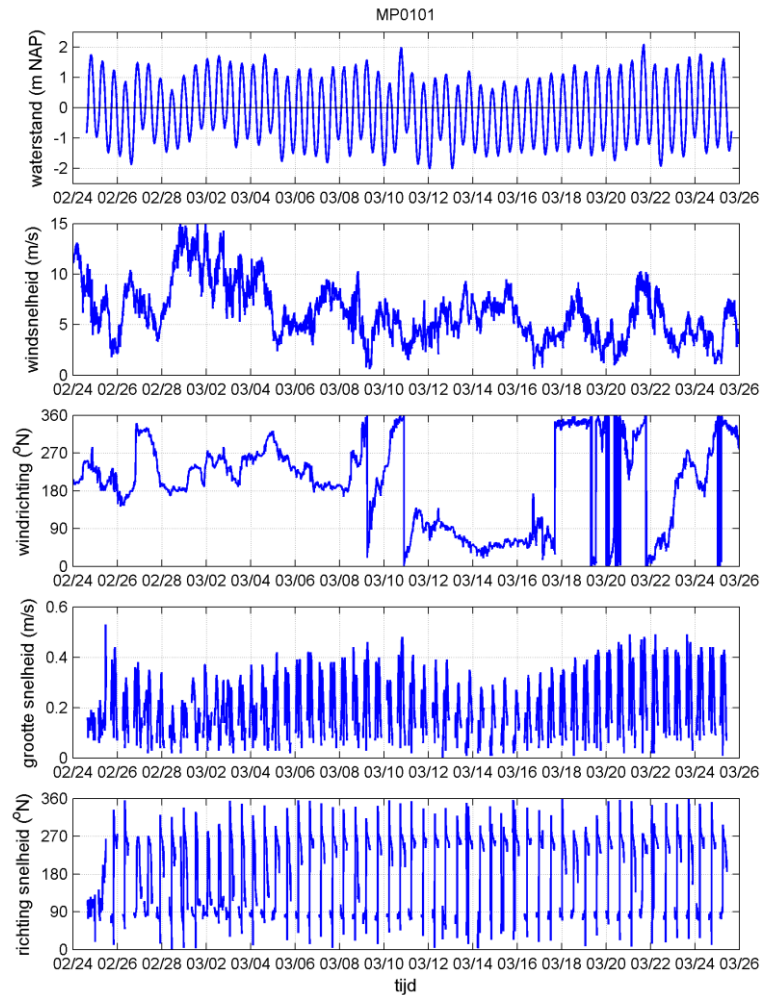 MP0101
waterstand (m NAP)
2
1
0
-1
-2
02/24 02/26 02/28 03/02 03/04 03/06 03/08 03/10 03/12 03/14 03/16 03/18 03/20 03/22 03/24 03/26
windsnelheid (m/s)
15
10
5
0
02/24 02/26 02/28 03/02 03/04 03/06 03/08 03/10 03/12 03/14 03/16 03/18 03/20 03/22 03/24 03/26
windrichting (⁰N)
360
270
180
90
0
02/24 02/26 02/28 03/02 03/04 03/06 03/08 03/10 03/12 03/14 03/16 03/18 03/20 03/22 03/24 03/26
grootte snelheid (m/s)
0.6
0.4
0.2
0
02/24 02/26 02/28 03/02 03/04 03/06 03/08 03/10 03/12 03/14 03/16 03/18 03/20 03/22 03/24 03/26
richting snelheid (⁰N)
360
270
180
90
0
02/24 02/26 02/28 03/02 03/04 03/06 03/08 03/10 03/12 03/14 03/16 03/18 03/20 03/22 03/24 03/26
tijd